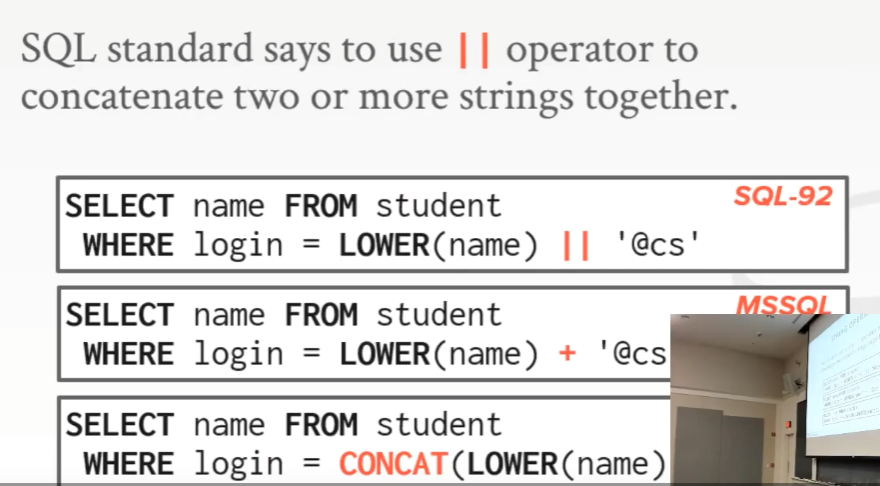 SQL standard says to use || operator to
concatenate two or more strings together.
SQL-92
SELECT name FROM student
WHERE login = LOWER(name) || '@cs'
MSSQL
SELECT name FROM student
WHERE login = LOWER(name) + '@cs
SELECT name FROM student
WHERE login = CONCAT(LOWER(name)